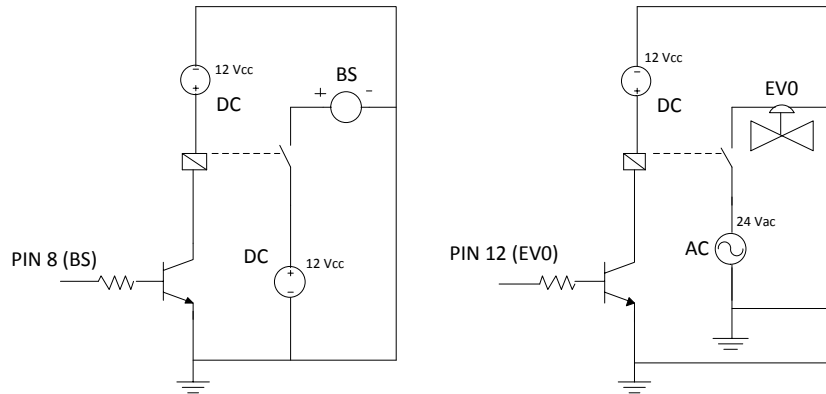 12 Vcc
DC
BS
+ -
PIN 8 (BS)
DC
12 Vcc
12 Vcc
DC
EV0
24 Vac
AC
PIN 12 (EV0)